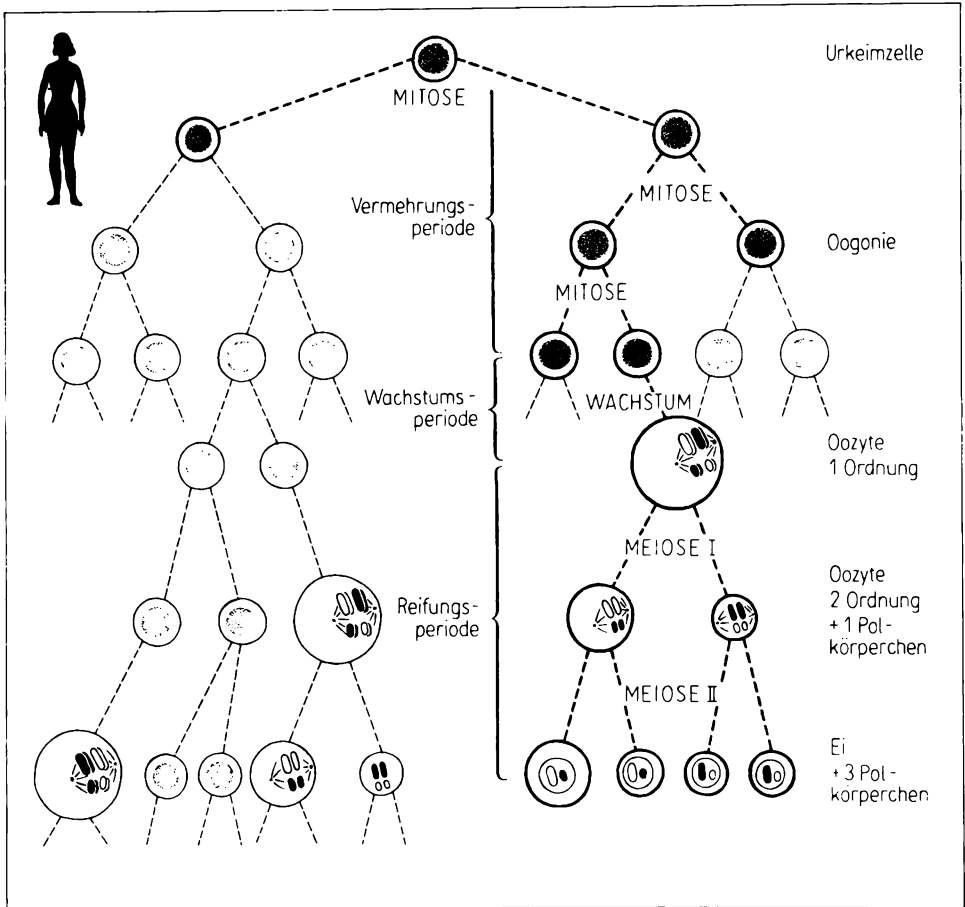 Urkeimzelle
MITOSE
MITOSE
Vermehrungs-
periode
Oogonie
MITOSE
Wachstums-
periode
WACHSTUM
Oozyte
1 Ordnung
MEIOSE I
Reifungs-
periode
Oozyte
2 Ordnung
+ 1 Pol-
körperchen
MEIOSE II
Ei
+ 3 Pol-
körperchen